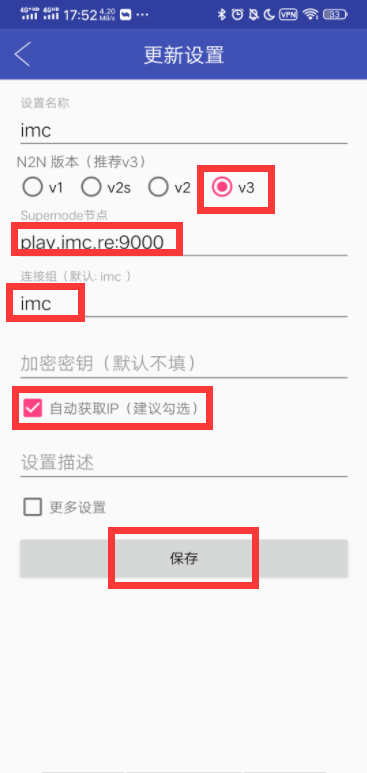 17:52 4.20 MB/s ···
VPN 83
更新设置
设置名称
imc
N2N 版本（推荐v3）
v1 v2s v2 v3
Supernode节点
play.imc.re:9000
连接组（默认: imc ）
imc
加密密钥（默认不填）
自动获取IP（建议勾选）
设置描述
更多设置
保存